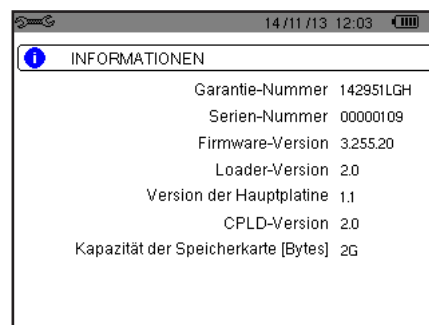 14/11/13 12:03
INFORMATIONEN
Garantie-Nummer 142951LGH
Serien-Nummer 00000109
Firmware-Version 3.255.20
Loader-Version 2.0
Version der Hauptplatine 1.1
CPLD-Version 2.0
Kapazität der Speicherkarte [Bytes] 2G